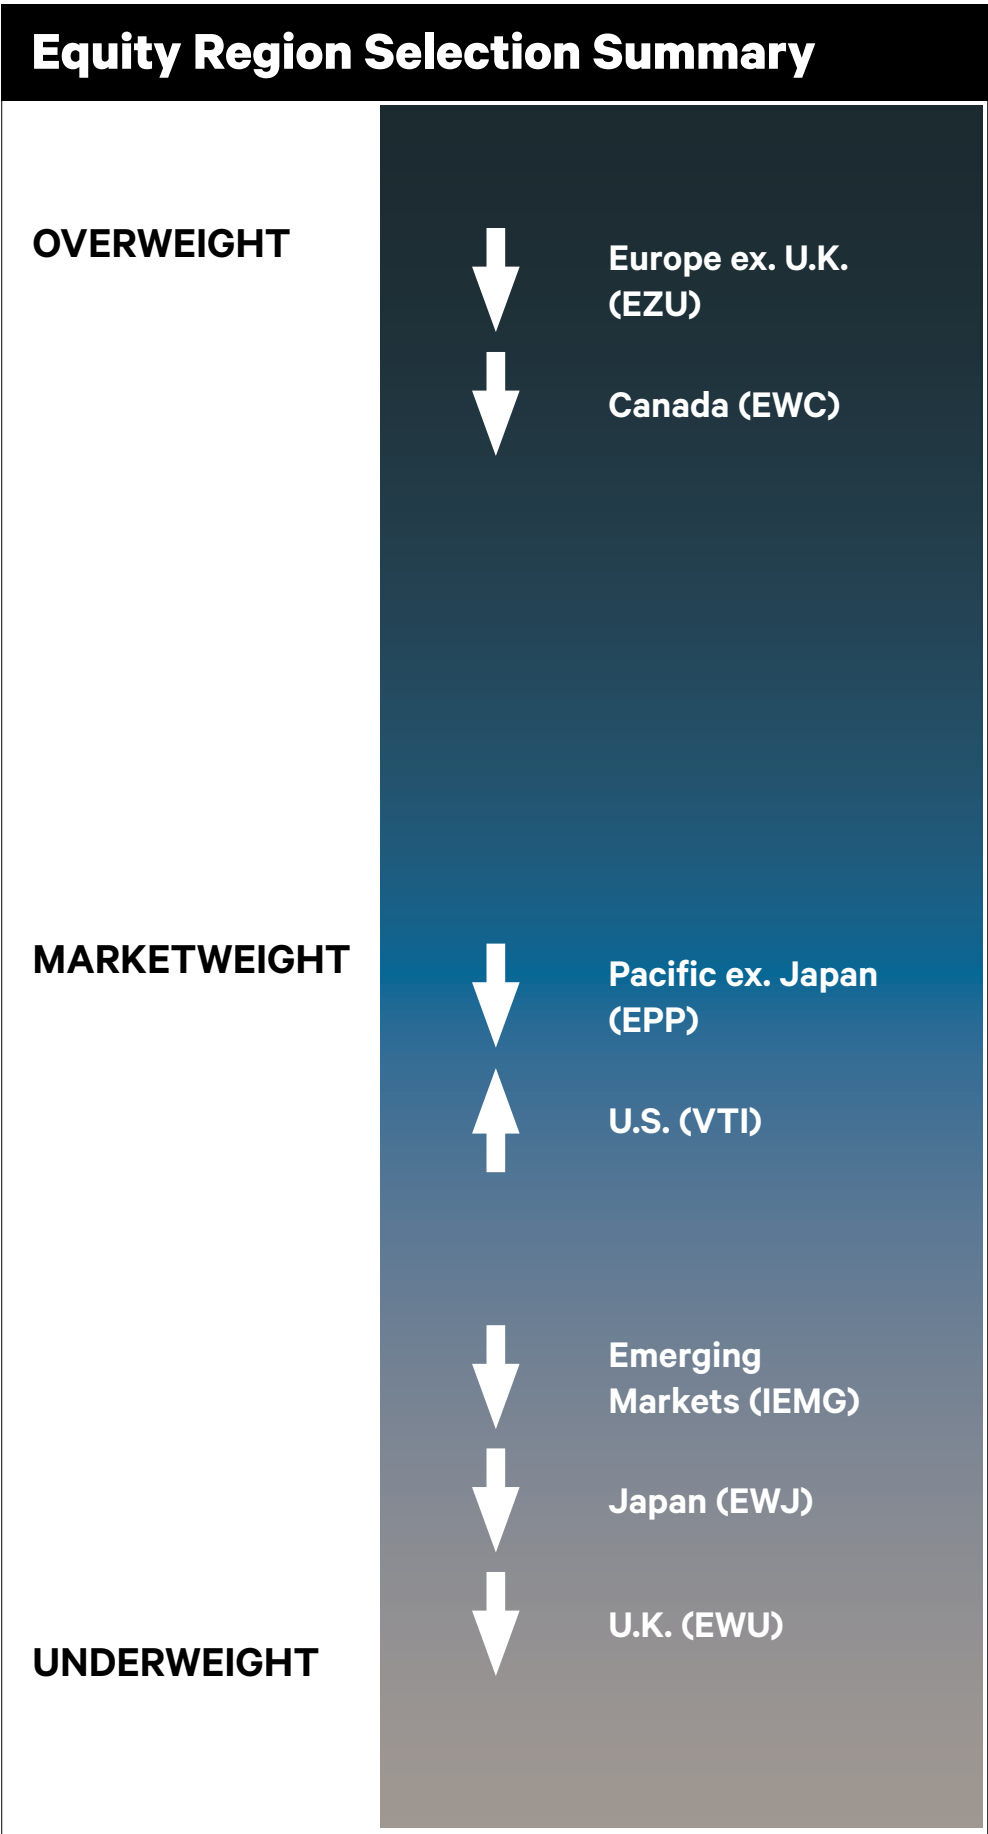 Equity Region Selection Summary
OVERWEIGHT
Europe ex. U.K.
(EZU)
Canada (EWC)
MARKETWEIGHT
Pacific ex. Japan
(EPP)
U.S. (VTI)
Emerging
Markets (IEMG)
Japan (EWJ)
U.K. (EWU)
UNDERWEIGHT